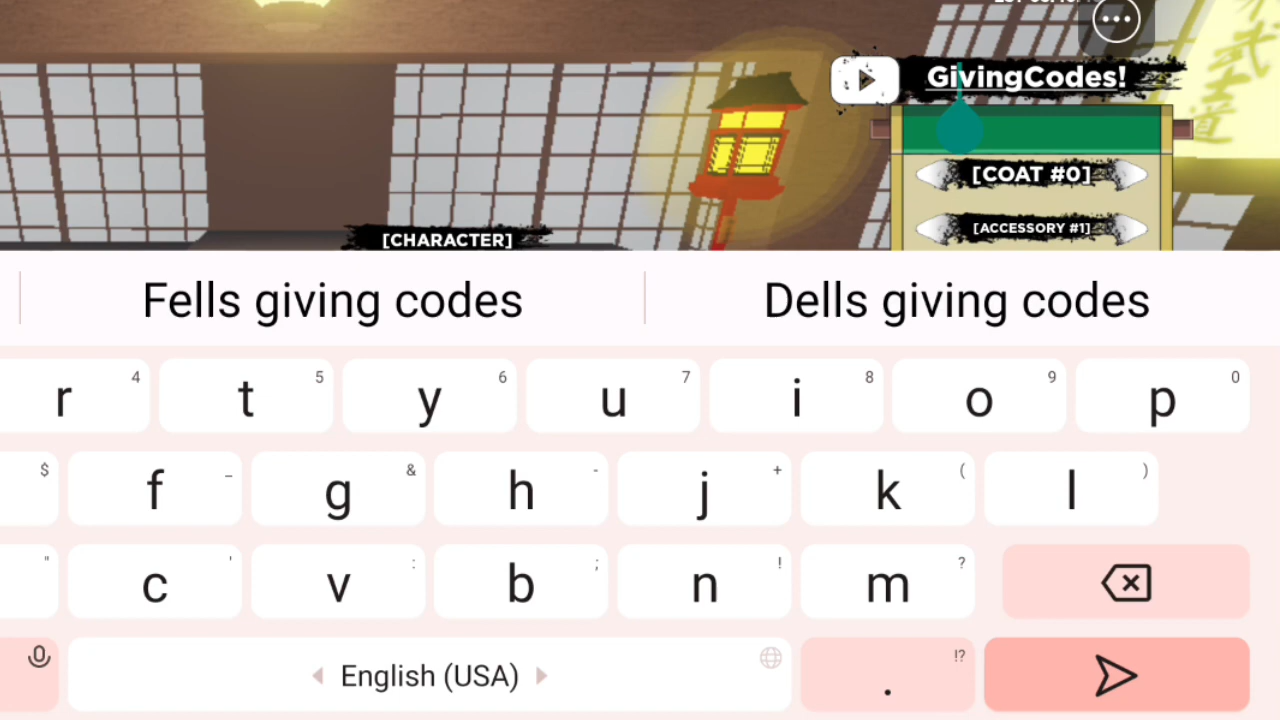 GivingCodes!
[COAT #0]
[ACCESSORY #1]
[CHARACTER]
Fells giving codes
Dells giving codes
4 5 6 7 8 9 0
r t y u i o p
$ _ & - + ( )
f g h j k l
" ' : ; ! ?
c v b n m
English (USA)
!?
.